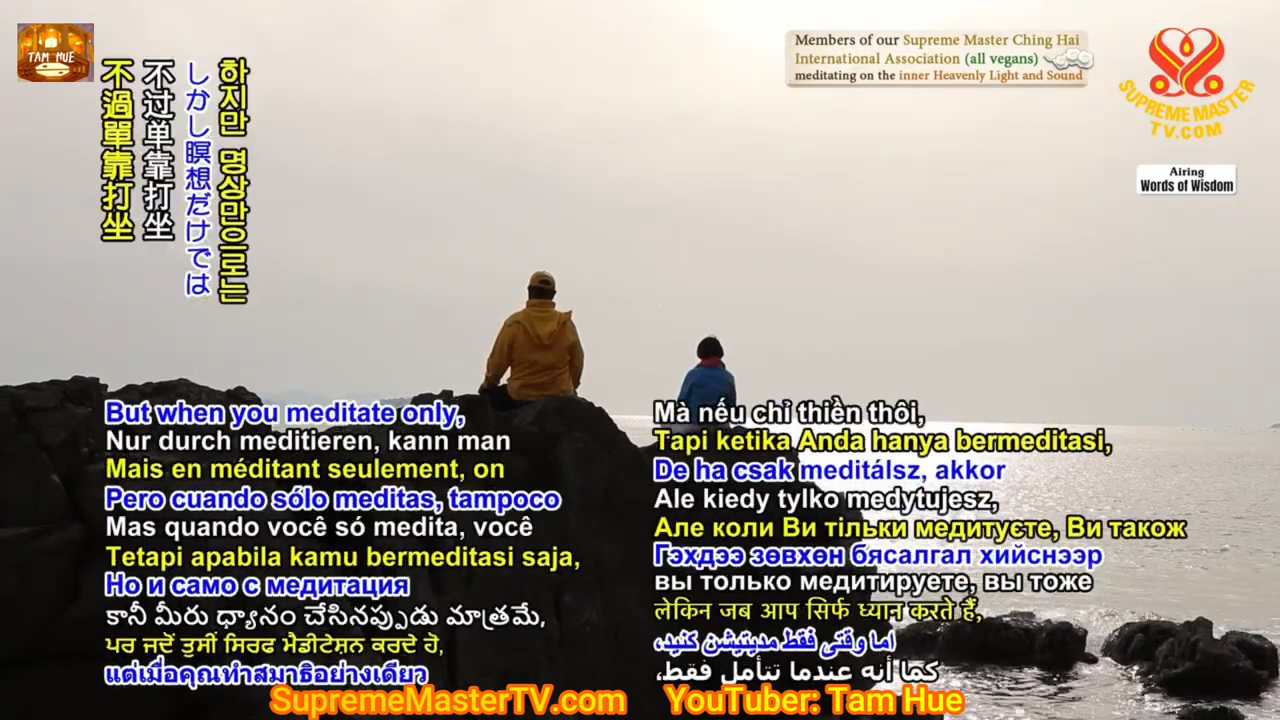 TAM HUE
不過單靠打坐
不过单靠打坐
しかし瞑想だけでは
하지만 명상만으로는
Members of our Supreme Master Ching Hai
International Association (all vegans)
meditating on the inner Heavenly Light and Sound
SUPREME MASTER
TV.COM
Airing
Words of Wisdom
But when you meditate only,
Nur durch meditieren, kann man
Mais en méditant seulement, on
Pero cuando sólo meditas, tampoco
Mas quando você só medita, você
Tetapi apabila kamu bermeditasi saja,
Но и само с медитация
కానీ మీరు ధ్యానం చేసినప్పుడు మాత్రమే,
ਪਰ ਜਦੋਂ ਤੁਸੀਂ ਸਿਰਫ ਮੈਡੀਟੇਸ਼ਨ ਕਰਦੇ ਹੋ,
แต่เมื่อคุณทำสมาธิอย่างเดียว
Mà nếu chỉ thiền thôi,
Tapi ketika Anda hanya bermeditasi,
De ha csak meditálsz, akkor
Ale kiedy tylko medytujesz,
Але коли Ви тільки медитуєте, Ви також
Гэхдээ зөвхөн бясалгал хийснээр
вы только медитируете, вы тоже
लेकिन जब आप सिर्फ ध्यान करते हैं,
اما وقتی فقط مدیتیشن کنید،
كما أنه عندما تتأمل فقط،
SupremeMasterTV.com
YouTuber: Tam Hue